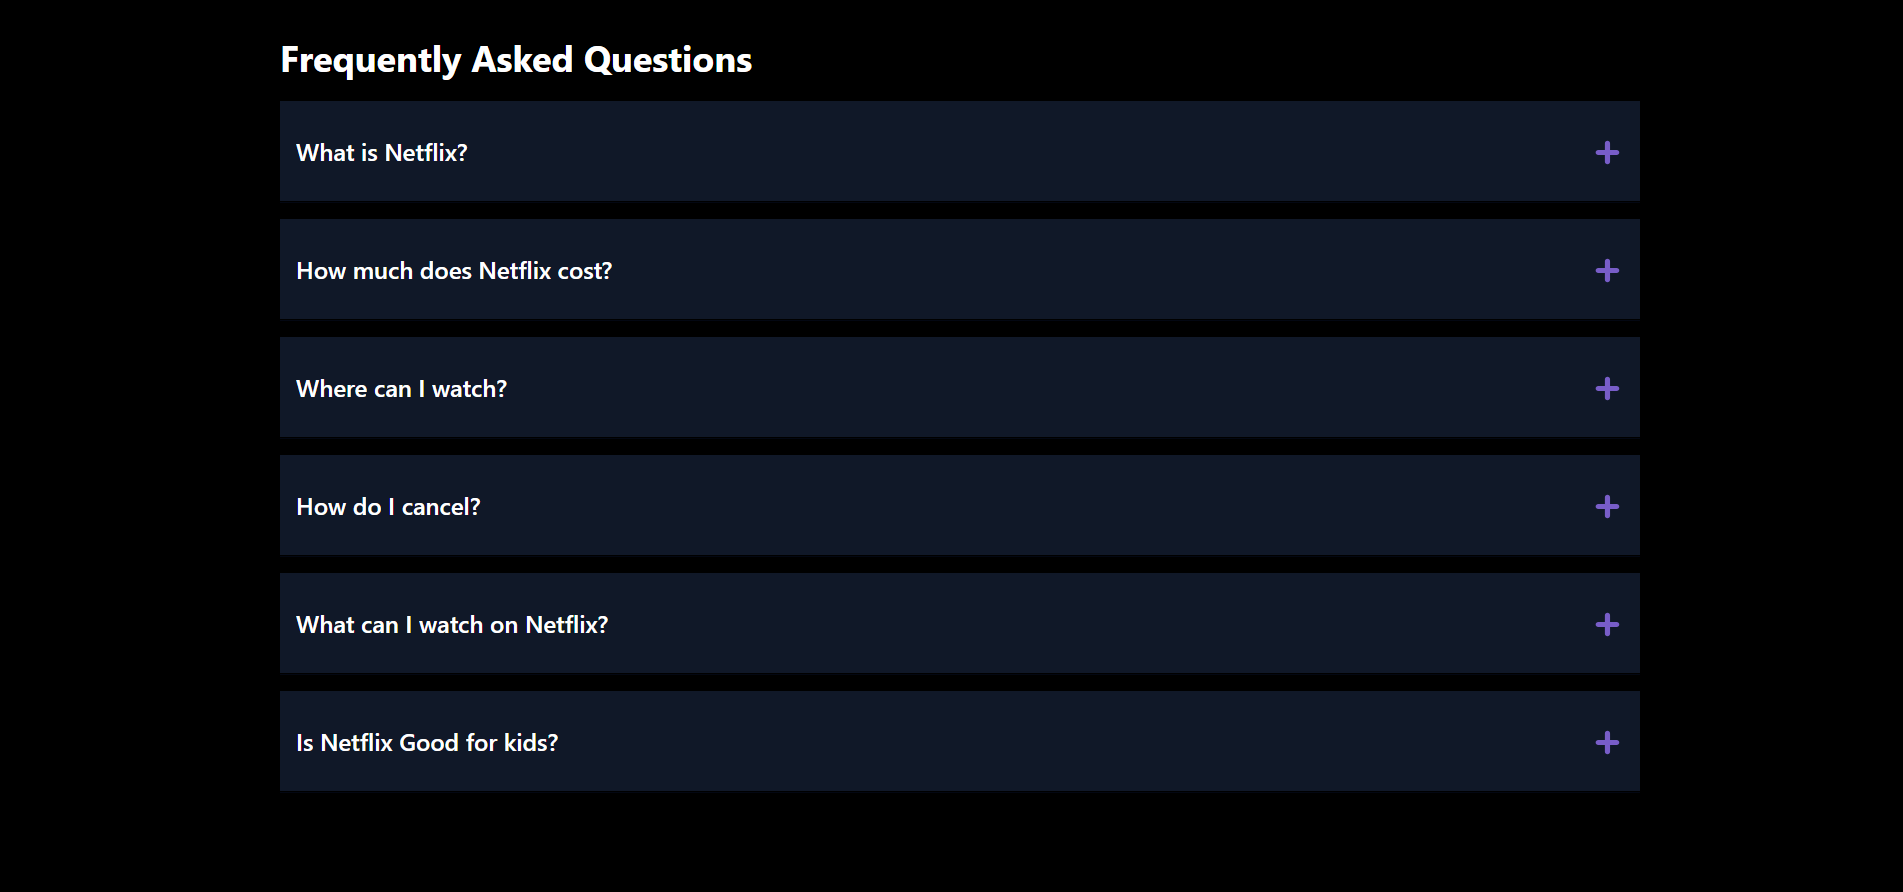 Frequently Asked Questions
What is Netflix?
How much does Netflix cost?
Where can I watch?
How do I cancel?
What can I watch on Netflix?
Is Netflix Good for kids?